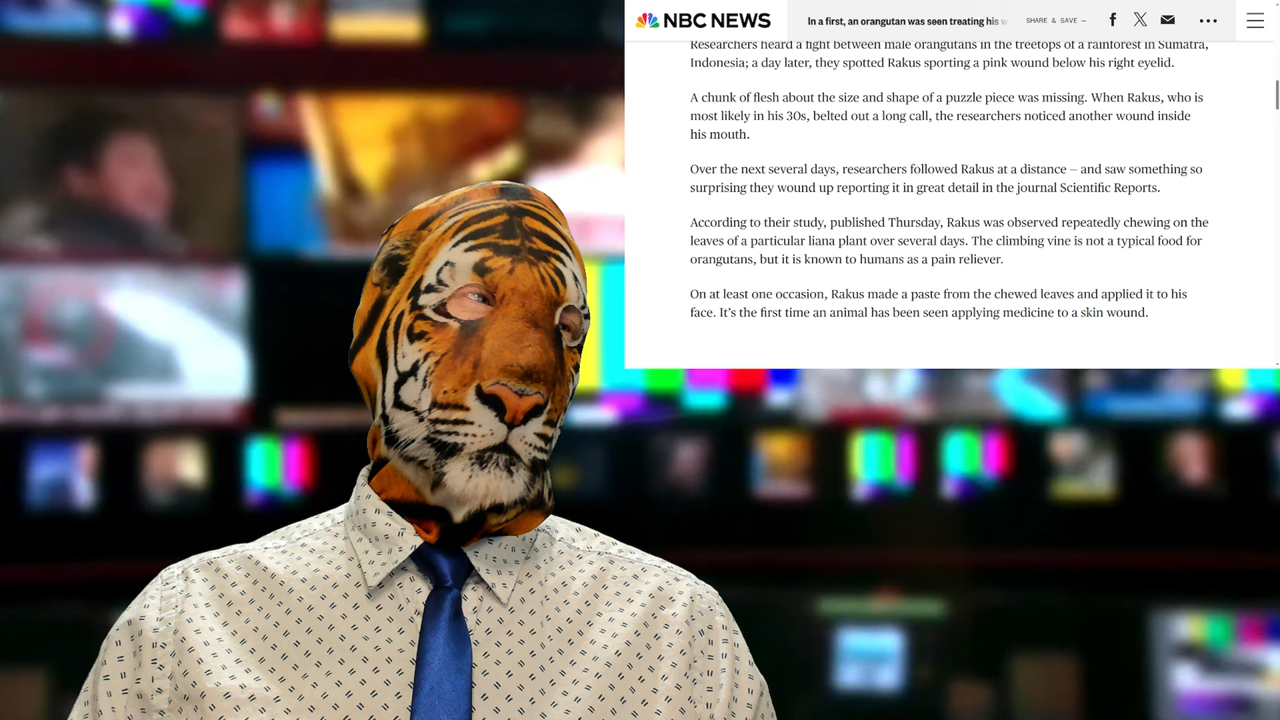 NBC NEWS
In a first, an orangutan was seen treating his
SHARE & SAVE —
Researchers heard a fight between male orangutans in the treetops of a rainforest in Sumatra,
Indonesia; a day later, they spotted Rakus sporting a pink wound below his right eyelid.
A chunk of flesh about the size and shape of a puzzle piece was missing. When Rakus, who is
most likely in his 30s, belted out a long call, the researchers noticed another wound inside
his mouth.
Over the next several days, researchers followed Rakus at a distance — and saw something so
surprising they wound up reporting it in great detail in the journal Scientific Reports.
According to their study, published Thursday, Rakus was observed repeatedly chewing on the
leaves of a particular liana plant over several days. The climbing vine is not a typical food for
orangutans, but it is known to humans as a pain reliever.
On at least one occasion, Rakus made a paste from the chewed leaves and applied it to his
face. It’s the first time an animal has been seen applying medicine to a skin wound.